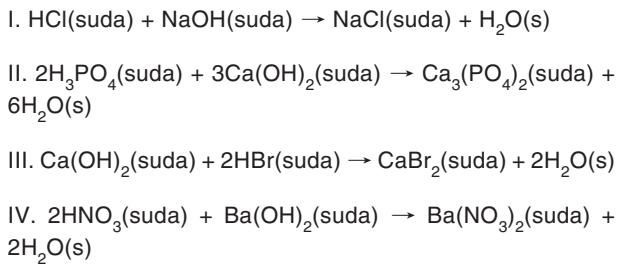 I. HCl(suda) + NaOH(suda) → NaCl(suda) + H₂O(s)
II. 2H₃PO₄(suda) + 3Ca(OH)₂(suda) → Ca₃(PO₄)₂(suda) +
6H₂O(s)
III. Ca(OH)₂(suda) + 2HBr(suda) → CaBr₂(suda) + 2H₂O(s)
IV. 2HNO₃(suda) + Ba(OH)₂(suda) → Ba(NO₃)₂(suda) +
2H₂O(s)